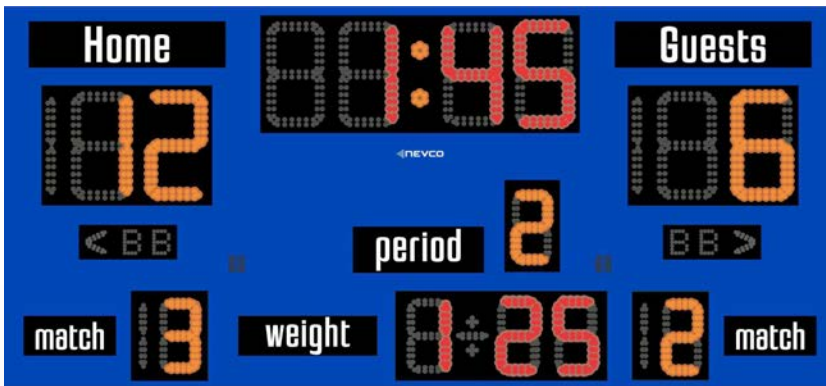 Home 1:45 Guests
12 6
NEVCO
period 2
match 3 weight 125 2 match